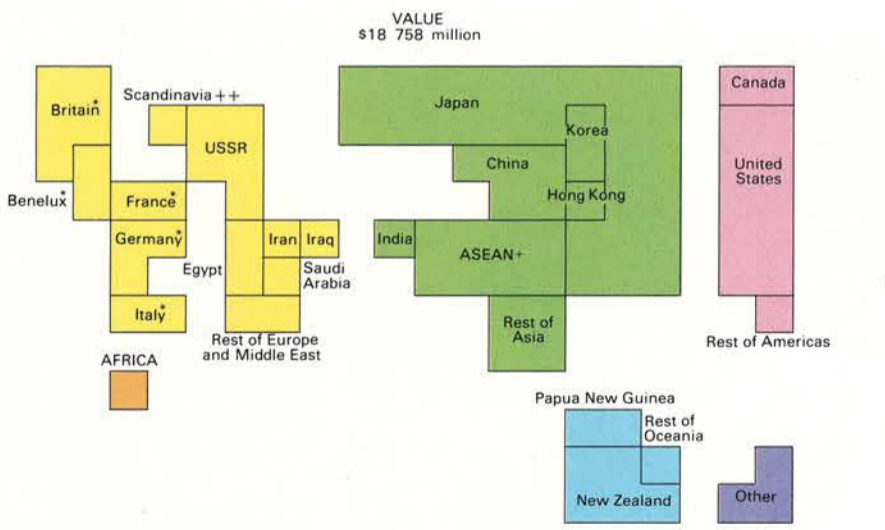 VALUE
$18 758 million
Britain*
Scandinavia ++
USSR
Benelux*
France*
Germany*
Egypt
Iran
Iraq
Saudi
Arabia
Italy*
Rest of Europe
and Middle East
AFRICA
Japan
Korea
China
Hong Kong
India
ASEAN+
Rest of
Asia
Canada
United
States
Rest of Americas
Papua New Guinea
Rest of
Oceania
New Zealand
Other